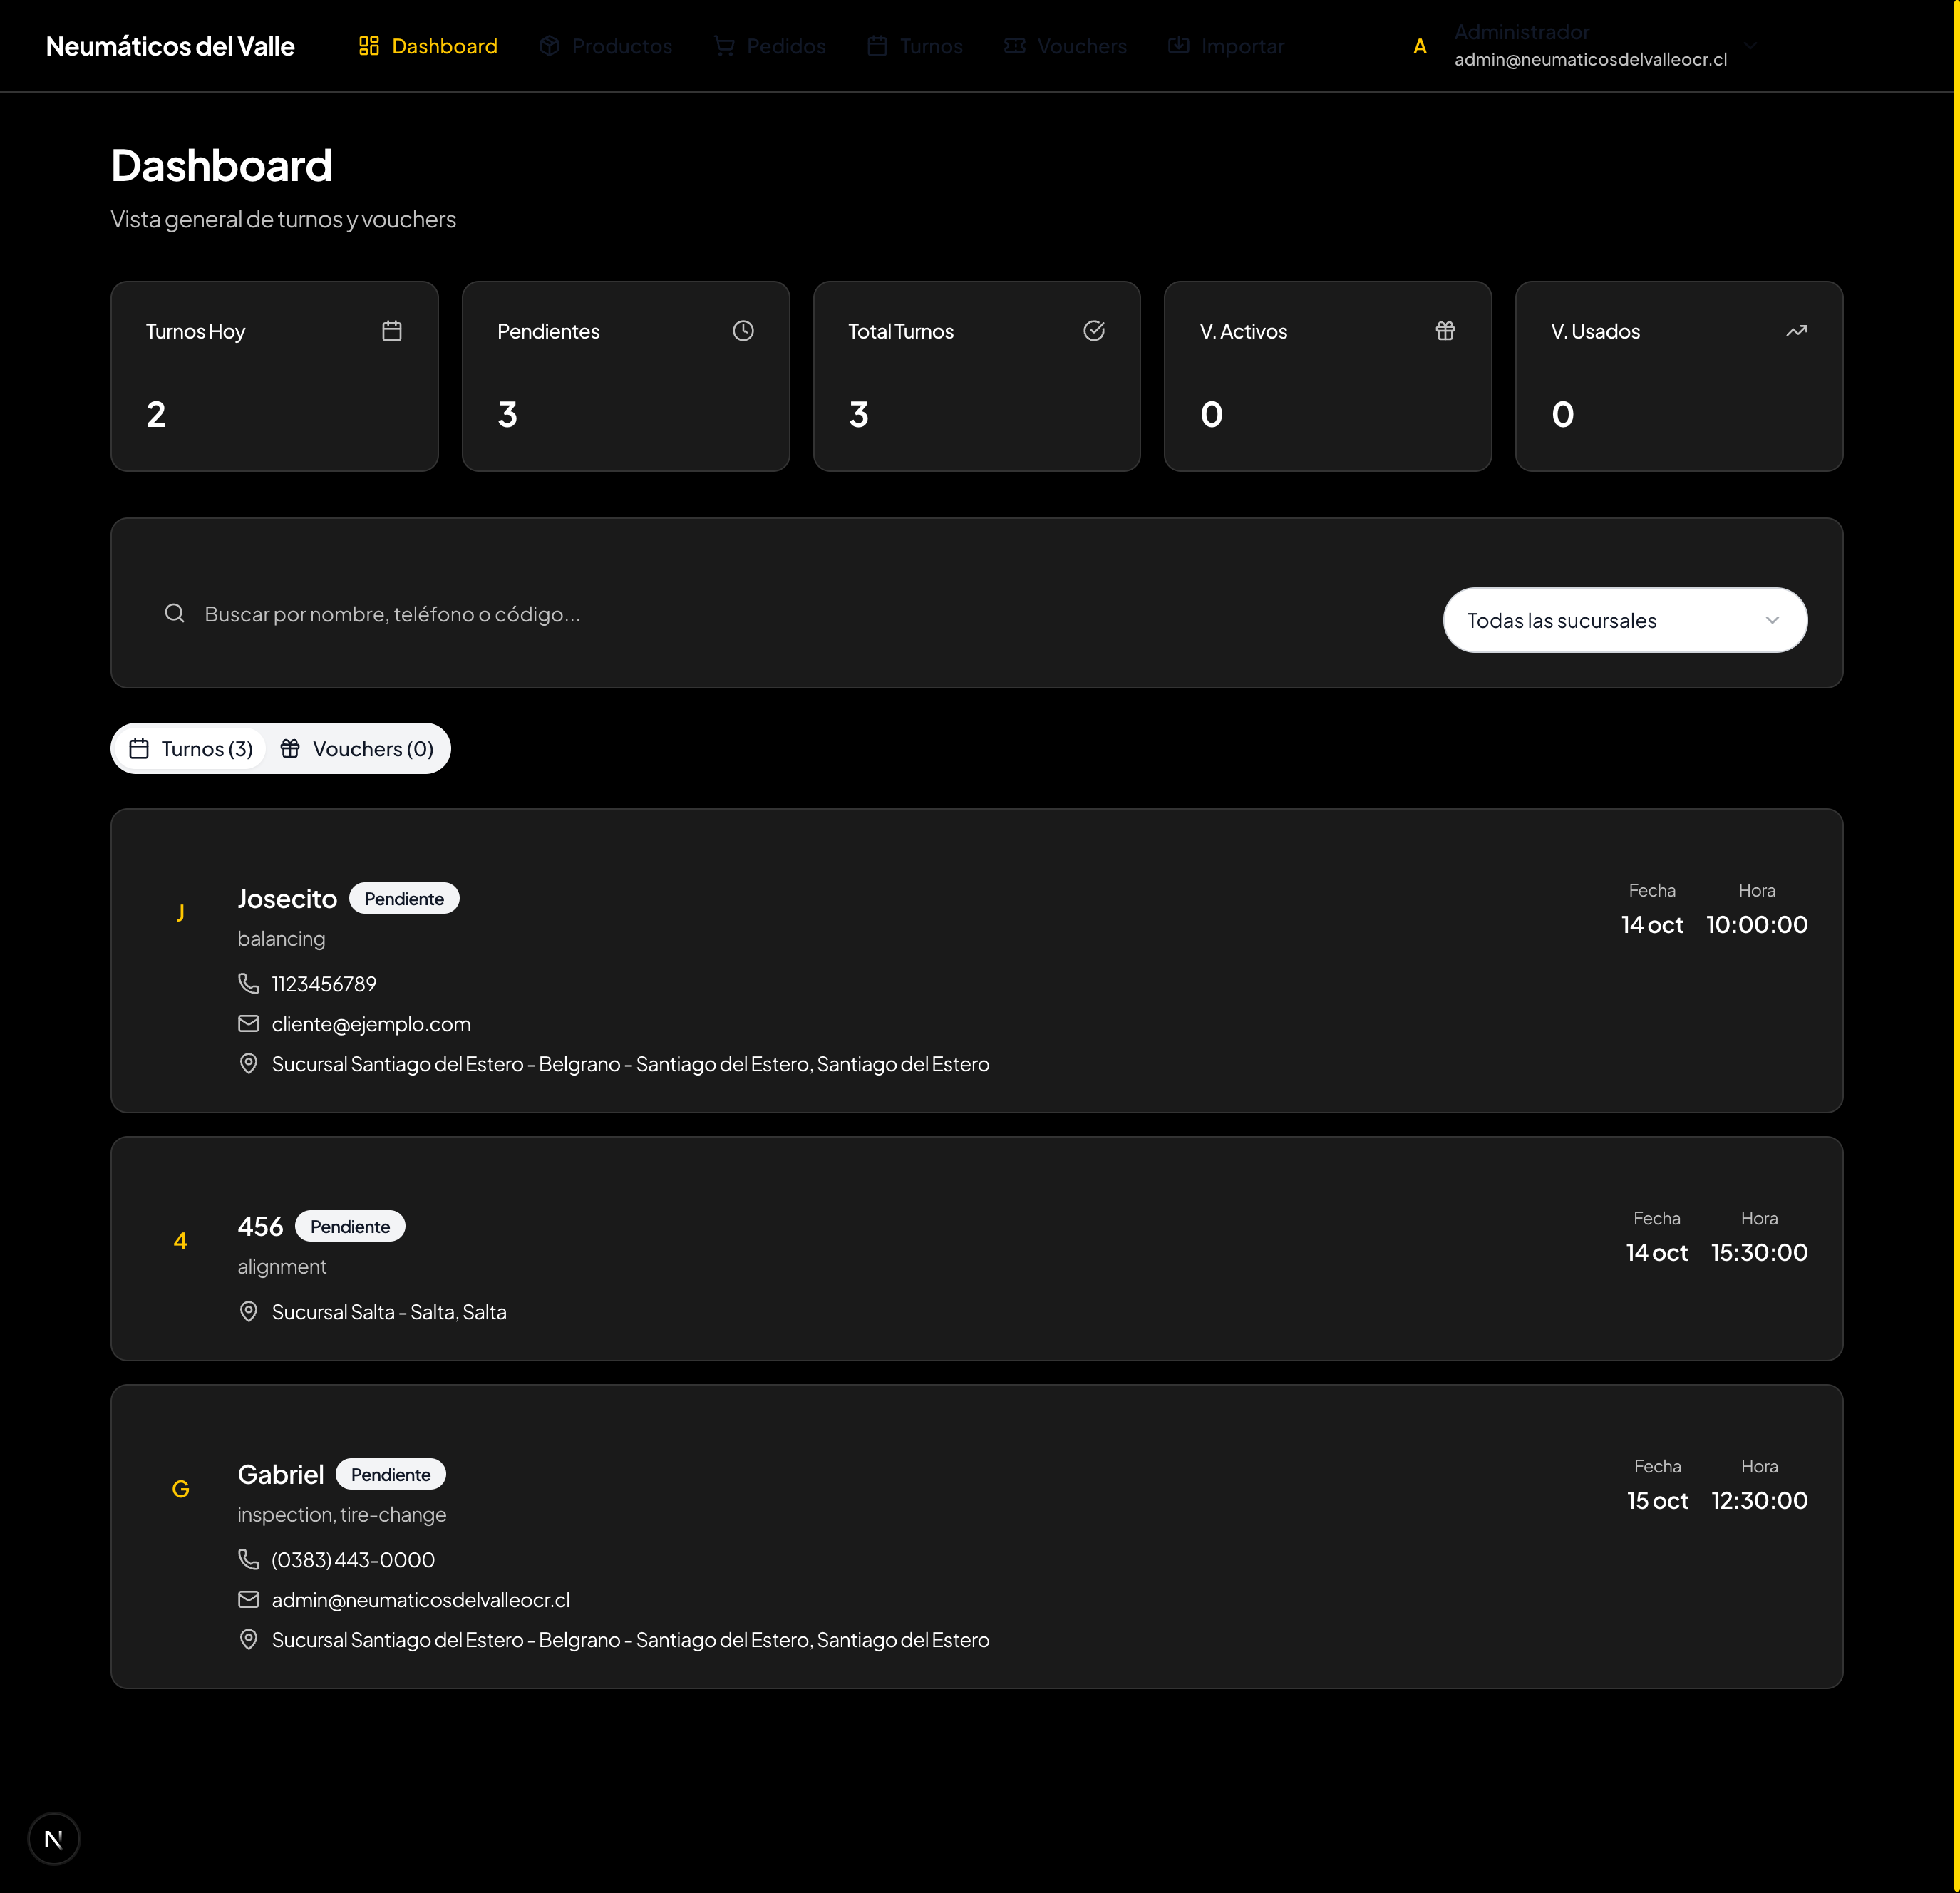 Neumáticos del Valle
Dashboard
Productos
Pedidos
Turnos
Vouchers
Importar
A
Administrador
admin@neumaticosdelvalleocr.cl
Dashboard
Vista general de turnos y vouchers
Turnos Hoy
2
Pendientes
3
Total Turnos
3
V. Activos
0
V. Usados
0
Buscar por nombre, teléfono o código...
Todas las sucursales
Turnos (3)
Vouchers (0)
J
Josecito
Pendiente
balancing
1123456789
cliente@ejemplo.com
Sucursal Santiago del Estero - Belgrano - Santiago del Estero, Santiago del Estero
Fecha
14 oct
Hora
10:00:00
4
456
Pendiente
alignment
Sucursal Salta - Salta, Salta
Fecha
14 oct
Hora
15:30:00
G
Gabriel
Pendiente
inspection, tire-change
(0383) 443-0000
admin@neumaticosdelvalleocr.cl
Sucursal Santiago del Estero - Belgrano - Santiago del Estero, Santiago del Estero
Fecha
15 oct
Hora
12:30:00
N